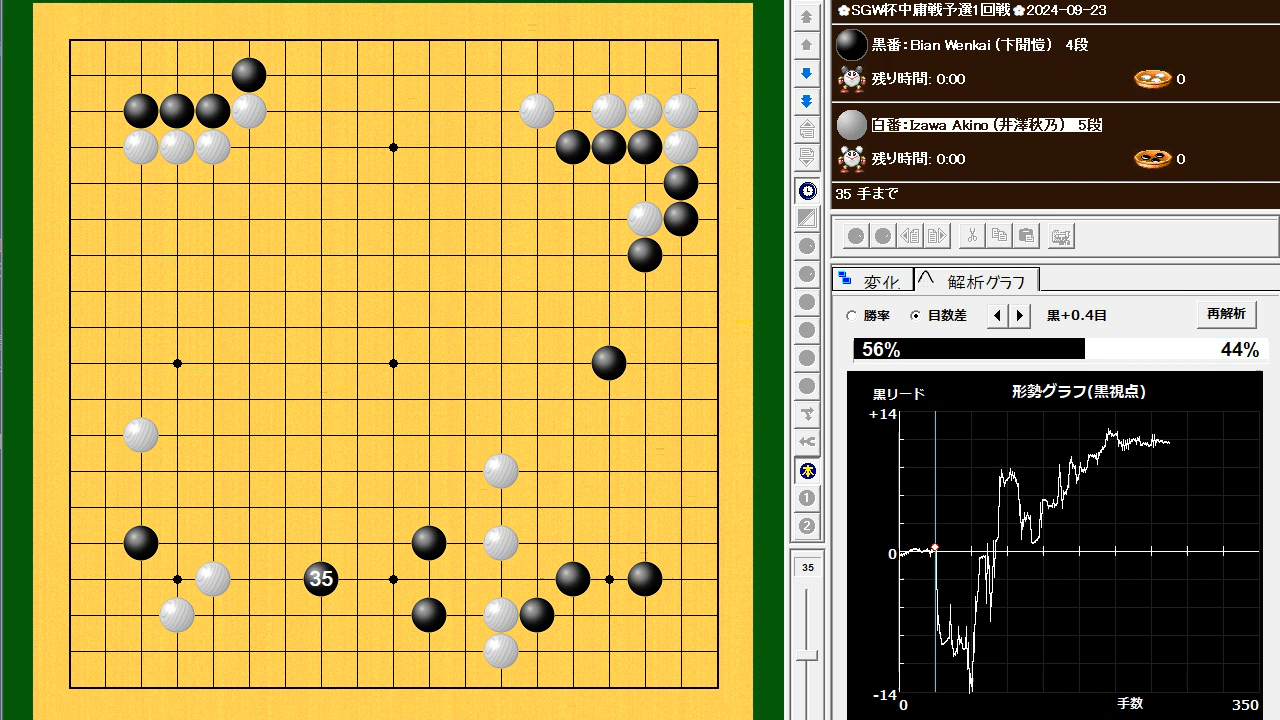 ✿SGW杯中庸戦予選1回戦✿2024-09-23
黒番:Bian Wenkai (卞聞愷) 4段
残り時間: 0:00
0
白番:Izawa Akino (井澤秋乃) 5段
残り時間: 0:00
0
35 手まで
変化
解析グラフ
勝率
目数差
黒+0.4目
再解析
56%
44%
黒リード
形勢グラフ(黒視点)
+14
0
-14
0
手数
350
35
本
1
2
35